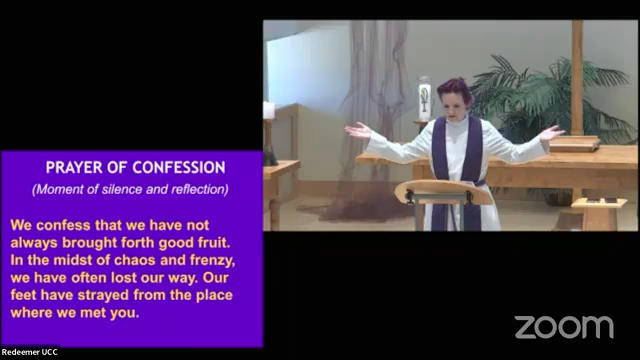 PRAYER OF CONFESSION
(Moment of silence and reflection)
We confess that we have not
always brought forth good fruit.
In the midst of chaos and frenzy,
we have often lost our way. Our
feet have strayed from the place
where we met you.
Redeemer UCC
zoom